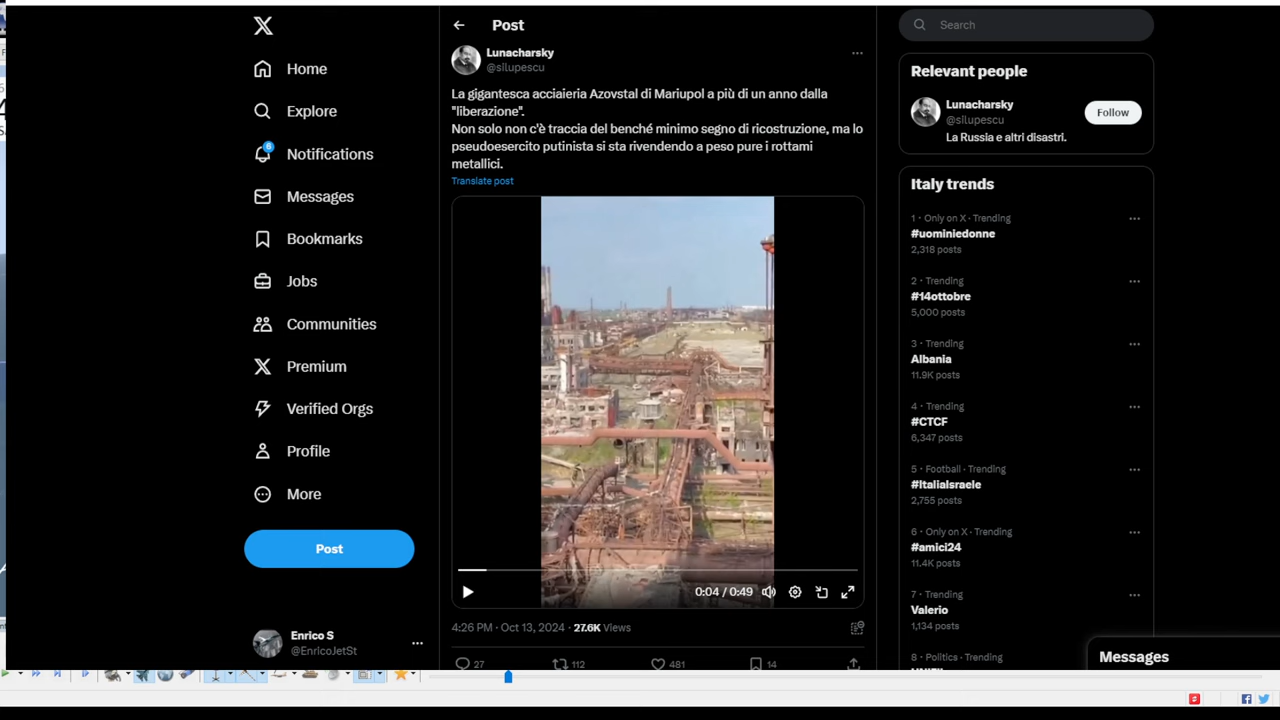 Home
Explore
6
Notifications
Messages
Bookmarks
Jobs
Communities
Premium
Verified Orgs
Profile
More
Post
Enrico S
@EnricoJetSt
Post
Lunacharsky
@sllupescu
La gigantesca acciaieria Azovstal di Mariupol a più di un anno dalla
"liberazione".
Non solo non c'è traccia del benché minimo segno di ricostruzione, ma lo
pseudoesercito putinista si sta rivendendo a peso pure i rottami
metallici.
Translate post
0:04 / 0:49
4:26 PM · Oct 13, 2024 · 27.6K Views
27 112 481 14
Search
Relevant people
Lunacharsky
@sllupescu
Follow
La Russia e altri disastri.
Italy trends
1 · Only on X · Trending
#uominiedonne
2,318 posts
2 · Trending
#14ottobre
5,000 posts
3 · Trending
Albania
11.9K posts
4 · Trending
#CTCF
6,347 posts
5 · Football · Trending
#ItaliaIsraele
2,755 posts
6 · Only on X · Trending
#amici24
11.4K posts
7 · Trending
Valerio
1,134 posts
8 · Politics · Trending
Messages